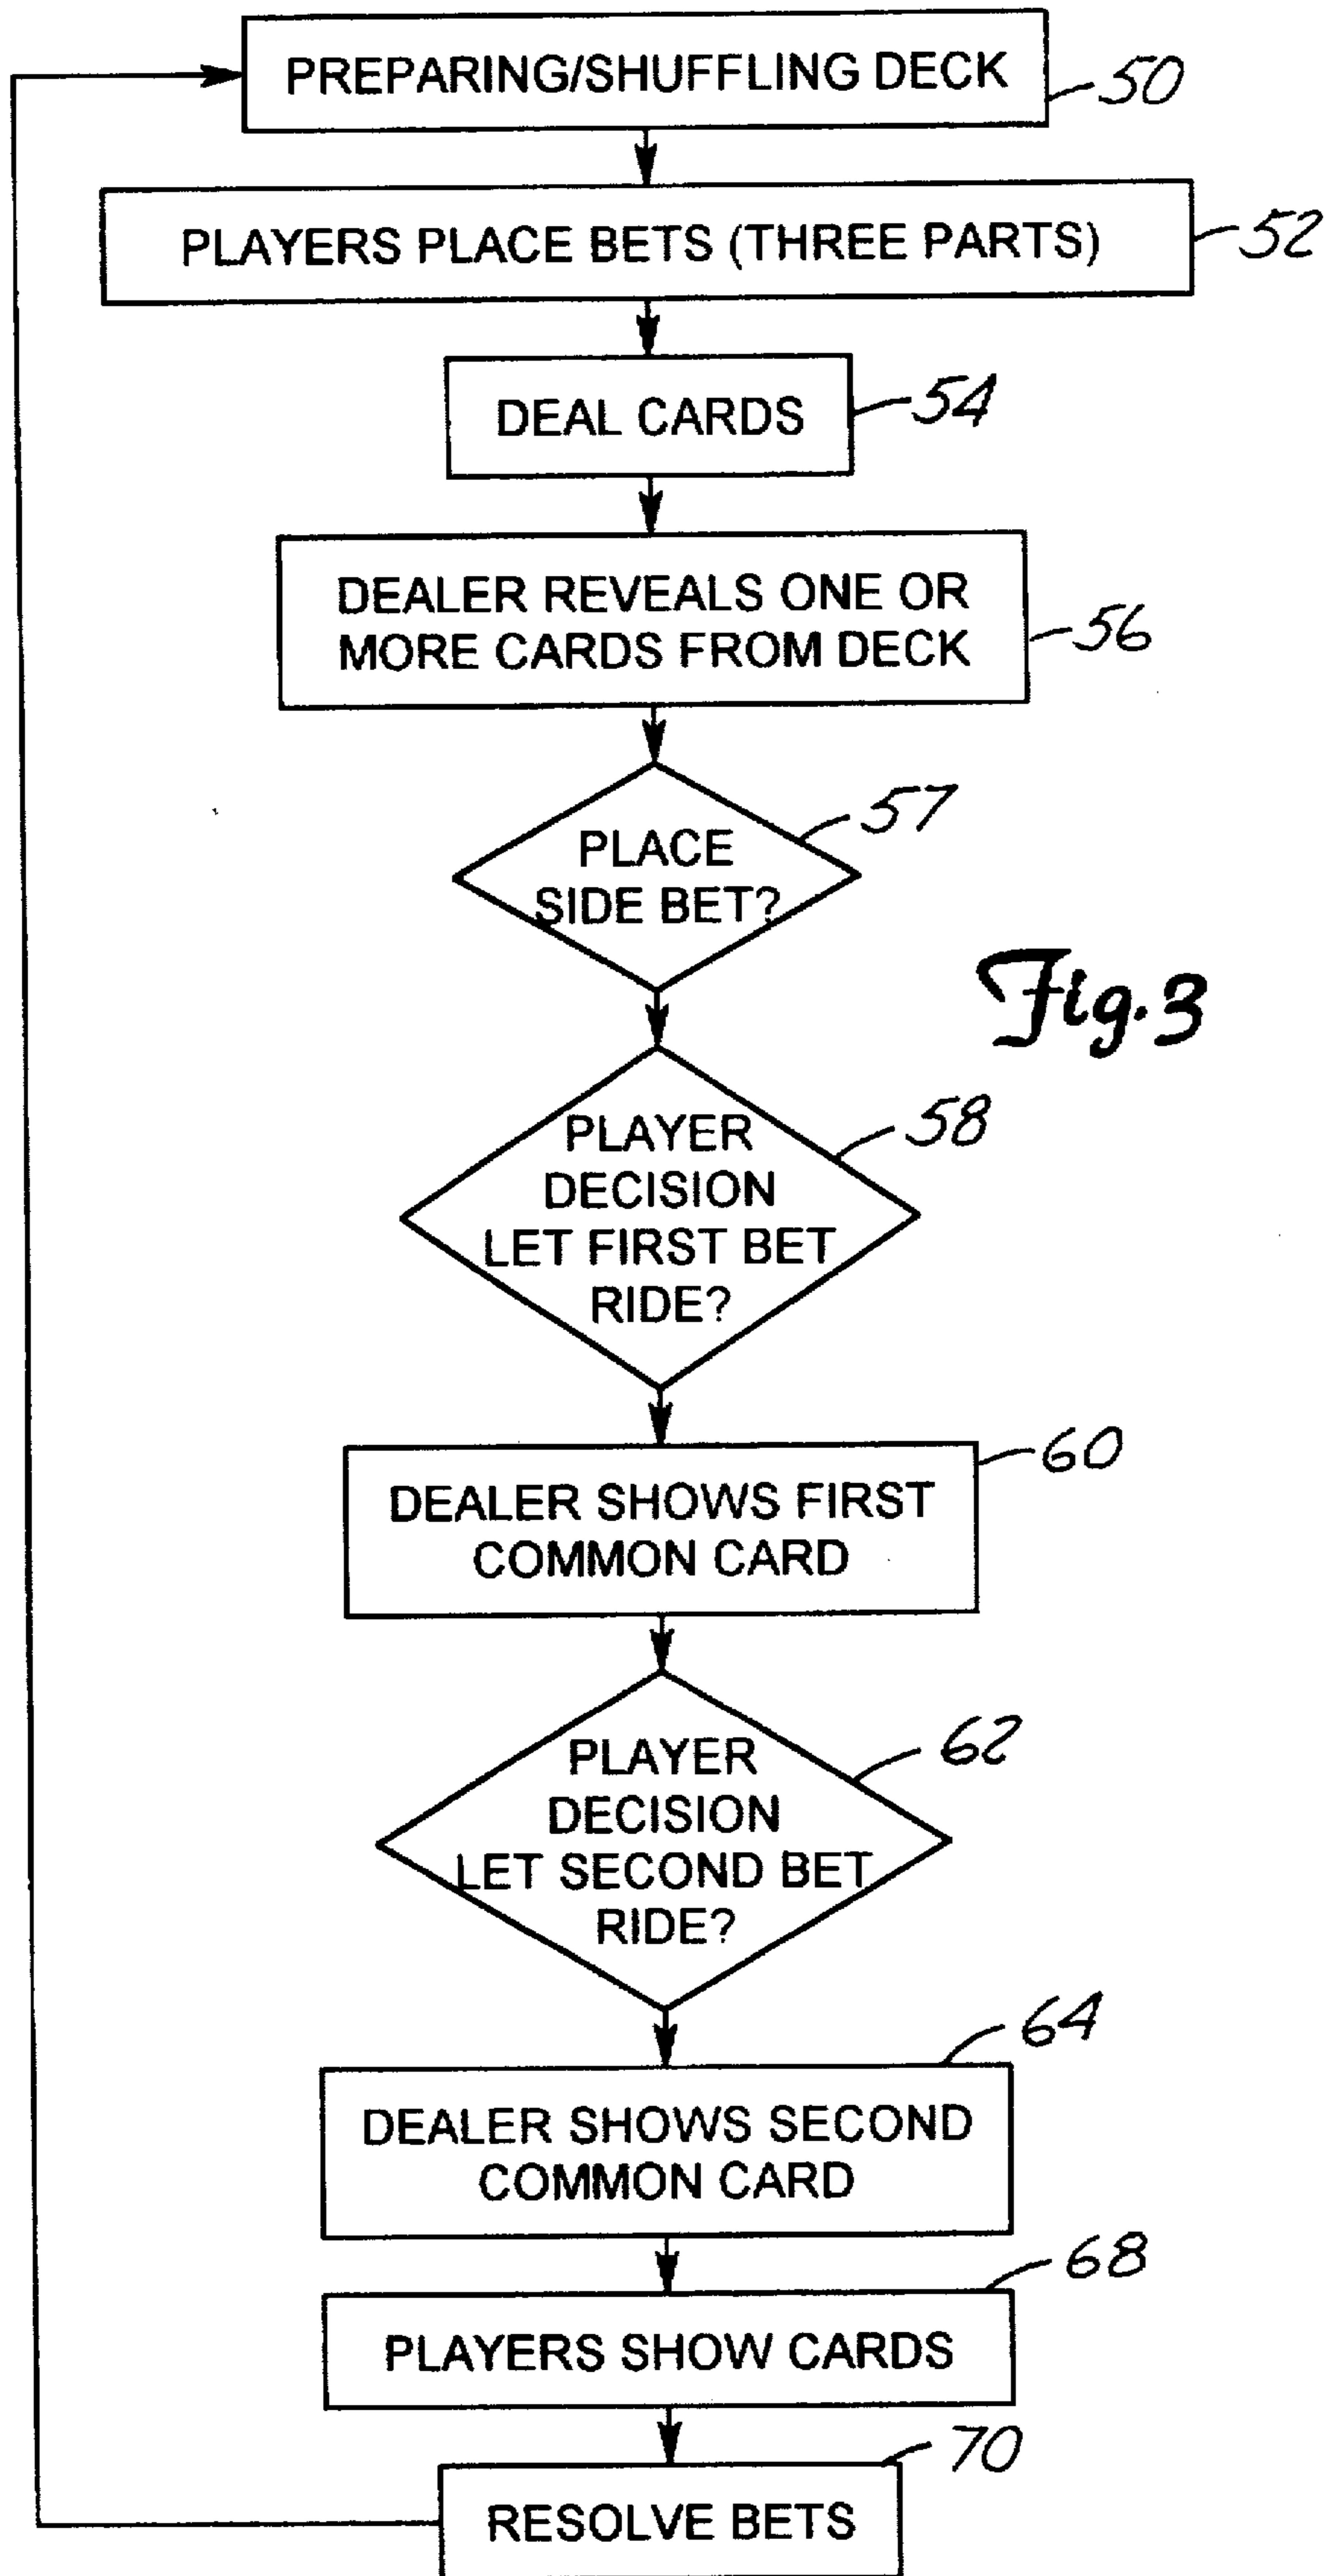 PREPARING/SHUFFLING DECK
50
PLAYERS PLACE BETS (THREE PARTS)
52
DEAL CARDS
54
DEALER REVEALS ONE OR
MORE CARDS FROM DECK
56
PLACE
SIDE BET?
57
Fig. 3
PLAYER
DECISION
LET FIRST BET
RIDE?
58
DEALER SHOWS FIRST
COMMON CARD
60
PLAYER
DECISION
LET SECOND BET
RIDE?
62
DEALER SHOWS SECOND
COMMON CARD
64
PLAYERS SHOW CARDS
68
RESOLVE BETS
70